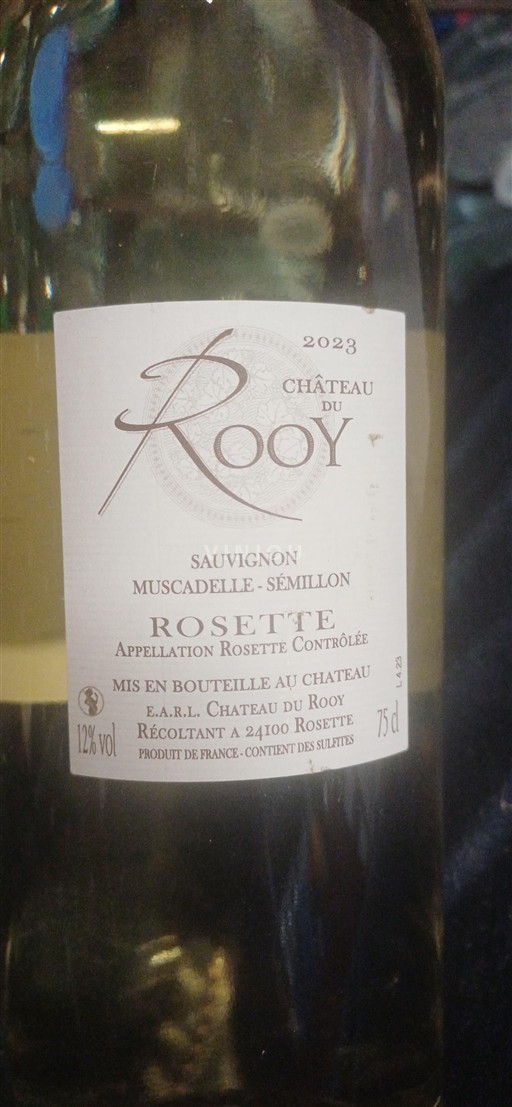 2023
CHÂTEAU
DU
ROOY
SAUVIGNON
MUSCADELLE - SÉMILLON
ROSETTE
APPELLATION ROSETTE CONTRÔLÉE
MIS EN BOUTEILLE AU CHATEAU
E.A.R.L. CHATEAU DU ROOY
RÉCOLTANT A 24100 ROSETTE
PRODUIT DE FRANCE - CONTIENT DES SULFITES
12% vol
75 cl
L 4.23